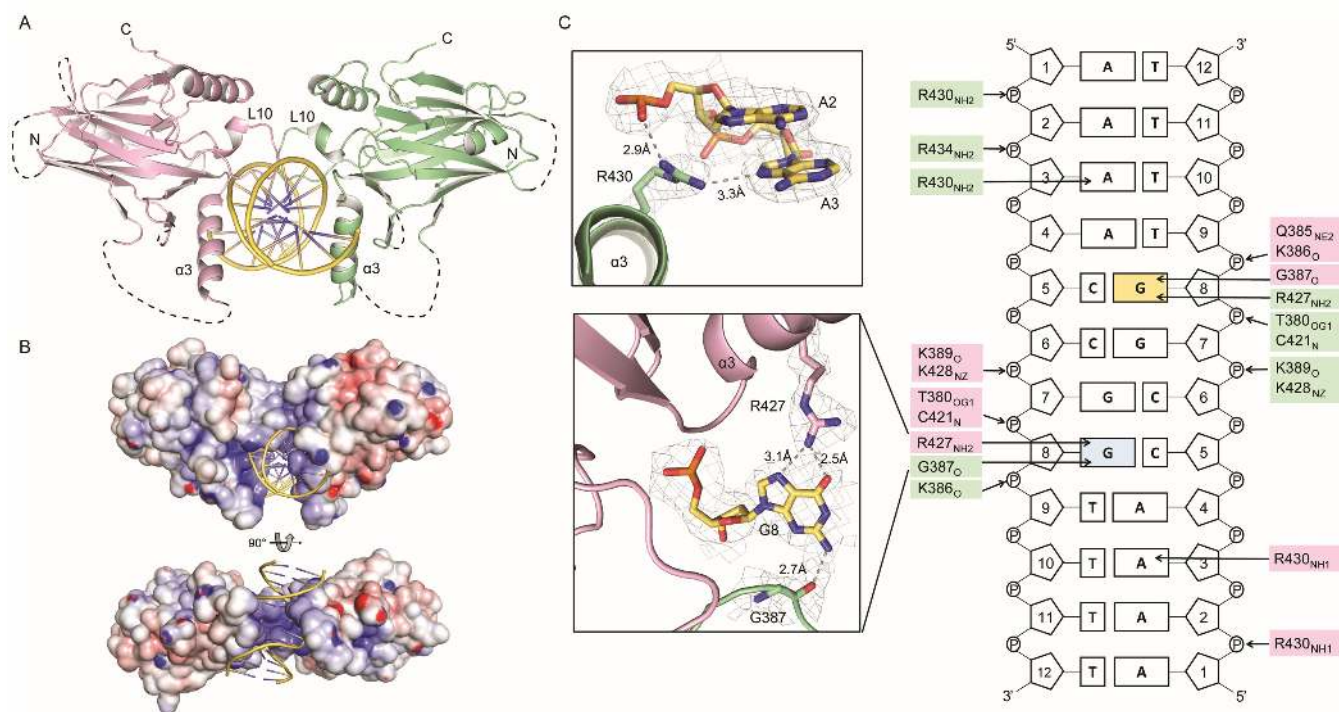 A
C
C
L10
L10
N
N
α3
α3
B
90°
C
A2
2.9Å
R430
3.3Å
A3
α3
α3
R427
3.1Å
2.5Å
G8
2.7Å
G387
5'
3'
1 A T 12
P
P
R430NH2
2 A T 11
P
P
R434NH2
R430NH2
3 A T 10
P
P
4 A T 9
P
P
Q385NE2
K386O
G387O
5 C G 8
R427NH2
P
P
T380OG1
C421N
6 C G 7
P
P
K389O
K428NZ
K389O
K428NZ
7 G C 6
P
P
T380OG1
C421N
R427NH2
8 G C 5
G387O
P
P
K386O
9 T A 4
P
P
10 T A 3
R430NH1
P
P
11 T A 2
P
P
R430NH1
12 T A 1
3'
5'